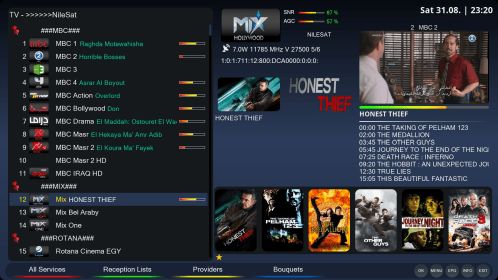 TV - >>>>>>NileSat
SNR 87 %
AGC 57 %
Sat 31.08. | 23:20
MIX
HOLLYWOOD
NILESAT
7.0W 11785 MHz V 27500 5/6
1:0:1:711:12:800:DCA0000:0:0:0:
2 MBC 2
###MBC###
1 MBC 1 Raghda Motawahisha
2 MBC 2 Horrible Bosses
3 MBC 3
4 MBC 4 Asrar Al Boyout
5 MBC Action Overlord
6 MBC Bollywood Don
7 MBC Drama El Maddah: Ostouret El Wa
8 MBC Masr El Hekaya Ma' Amr Adib
9 MBC Masr 2 El Koura Ma' Fayek
10 MBC Masr 2 HD
11 MBC IRAQ HD
###MIX###
12 Mix HONEST THIEF
13 Mix Bel Araby
14 Mix One
###ROTANA###
15 Rotana Cinema EGY
HONEST THIEF
HONEST
THIEF
HONEST THIEF
00:00 THE TAKING OF PELHAM 123
02:00 THE MEDALLION
03:45 THE OTHER GUYS
05:45 JOURNEY TO THE END OF THE NIG
07:25 DEATH RACE : INFERNO
09:20 THE HOBBIT : AN UNEXPECTED JOU
12:30 TRUE LIES
15:05 THIS BEAUTIFUL FANTASTIC
PELHAM
123
MEDALLION
THE
OTHER
GUYS
JOURNEY
NIGHT
DEATH
RACE 3
All Services
Reception Lists
Providers
Bouquets
OK MENU EPG INFO EXIT